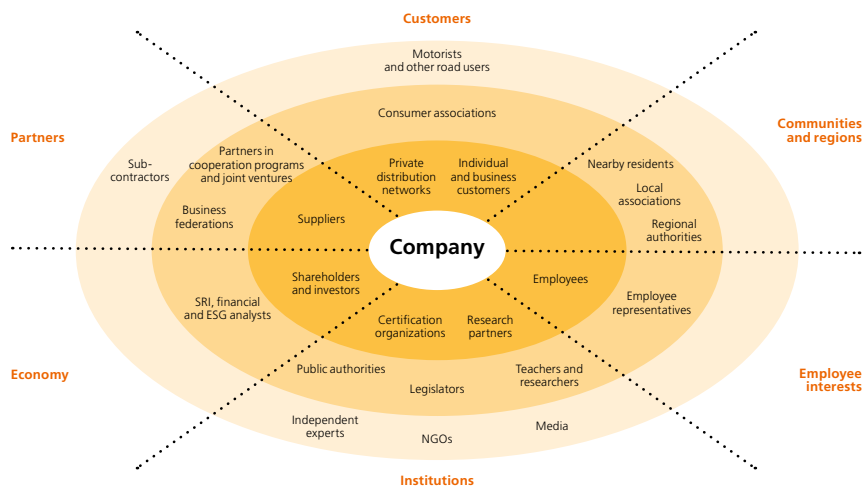 Customers
Motorists
and other road users
Consumer associations
Partners
Communities
and regions
Sub-
contractors
Partners in
cooperation programs
and joint ventures
Private
distribution
networks
Individual
and business
customers
Nearby residents
Local
associations
Business
federations
Suppliers
Regional
authorities
Company
Shareholders
and investors
Employees
SRI, financial
and ESG analysts
Employee
representatives
Certification
organizations
Research
partners
Economy
Public authorities
Legislators
Teachers and
researchers
Employee
interests
Independent
experts
NGOs
Media
Institutions